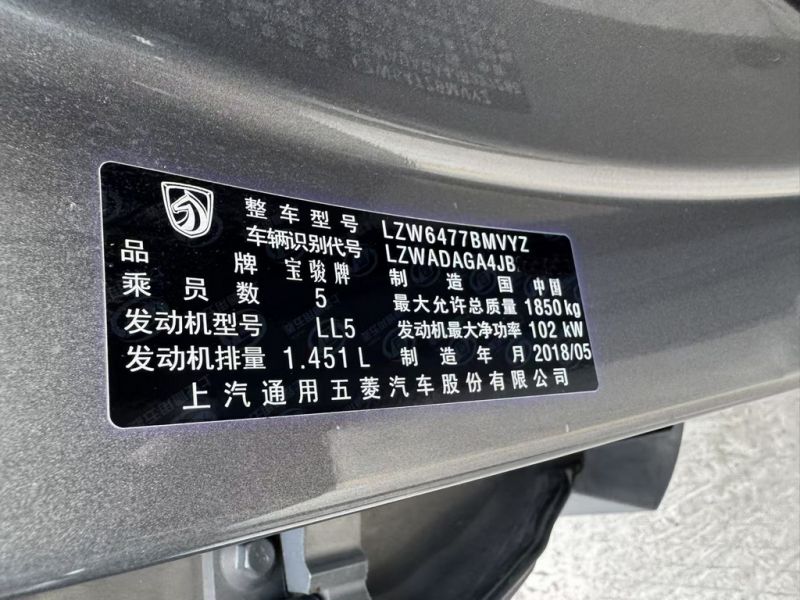 整车型号 LZW6477BMVYZ
车辆识别代号 LZWADAGA4JB
品牌 宝骏牌 制造国 中国
乘员数 5 最大允许总质量 1850kg
发动机型号 LL5 发动机最大净功率 102 kW
发动机排量 1.451 L 制造年月 2018/05
上汽通用五菱汽车股份有限公司